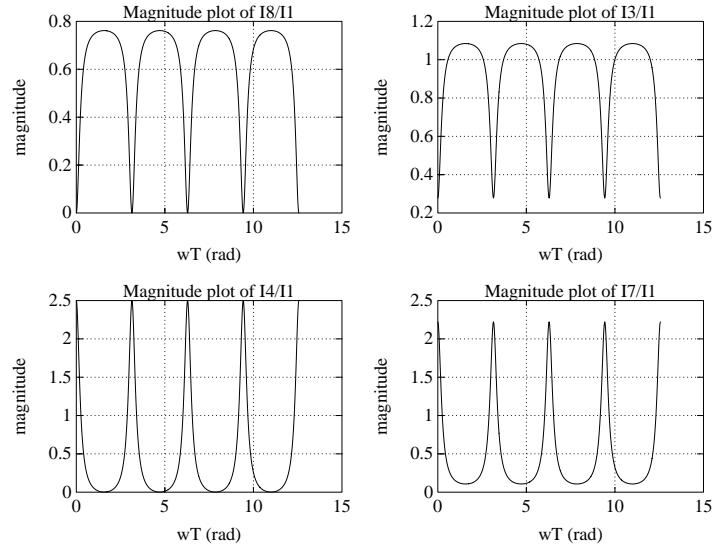 Magnitude plot of I8/I1
magnitude
0.8
0.6
0.4
0.2
0
0 5 10 15
wT (rad)
Magnitude plot of I3/I1
magnitude
1.2
1
0.8
0.6
0.4
0.2
0 5 10 15
wT (rad)
Magnitude plot of I4/I1
magnitude
2.5
2
1.5
1
0.5
0
0 5 10 15
wT (rad)
Magnitude plot of I7/I1
magnitude
2.5
2
1.5
1
0.5
0
0 5 10 15
wT (rad)